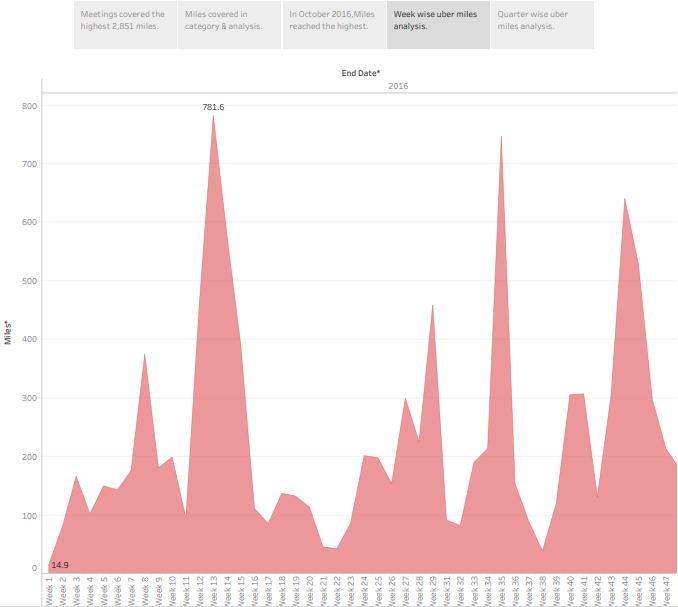 Meetings covered the
highest 2,851 miles.
Miles covered in
category & analysis.
In October 2016,Miles
reached the highest.
Week wise uber miles
analysis.
Quarter wise uber
miles analysis.
End Date*
2016
Miles*
800
700
600
500
400
300
200
100
0
781.6
14.9
Week 1
Week 2
Week 3
Week 4
Week 5
Week 6
Week 7
Week 8
Week 9
Week 10
Week 11
Week 12
Week 13
Week 14
Week 15
Week 16
Week 17
Week 18
Week 19
Week 20
Week 21
Week 22
Week 23
Week 24
Week 25
Week 26
Week 27
Week 28
Week 29
Week 31
Week 32
Week 33
Week 34
Week 35
Week 36
Week 37
Week 38
Week 39
Week 40
Week 41
Week 42
Week 43
Week 44
Week 45
Week 46
Week 47